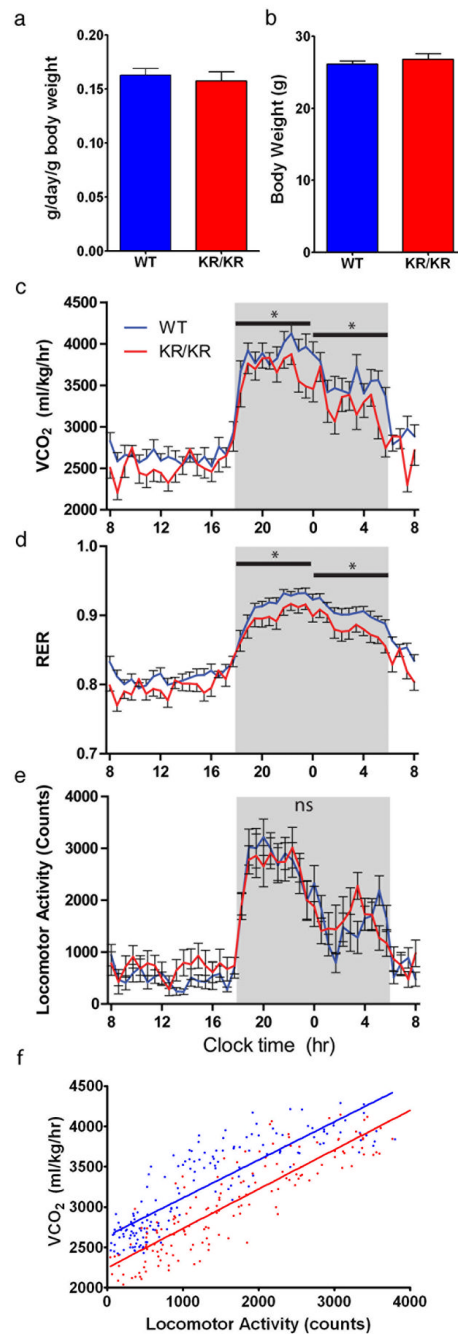 a
b
g/day/g body weight
0.20
0.15
0.10
0.05
0.00
WT
KR/KR
Body Weight (g)
30
20
10
0
WT
KR/KR
c
VCO2 (ml/kg/hr)
4500
4000
3500
3000
2500
2000
WT
KR/KR
*
*
8
12
16
20
0
4
8
d
RER
1.0
0.9
0.8
0.7
*
*
8
12
16
20
0
4
8
e
Locomotor Activity (Counts)
4000
3000
2000
1000
0
ns
8
12
16
20
0
4
8
Clock time (hr)
f
VCO2 (ml/kg/hr)
4500
4000
3500
3000
2500
2000
0
1000
2000
3000
4000
Locomotor Activity (counts)